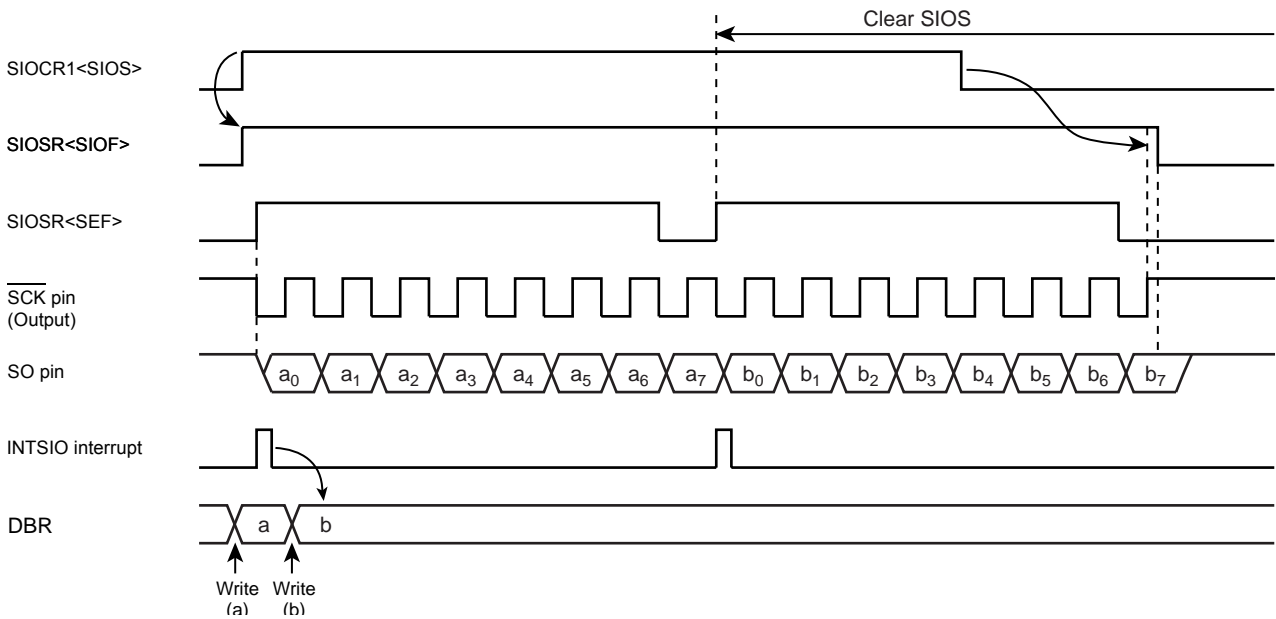 Clear SIOS
SIOCR1<SIOS>
SIOSR<SIOF>
SIOSR<SEF>
SCK pin
(Output)
SO pin
a0 a1 a2 a3 a4 a5 a6 a7 b0 b1 b2 b3 b4 b5 b6 b7
INTSIO interrupt
DBR
a b
Write Write
(a) (b)